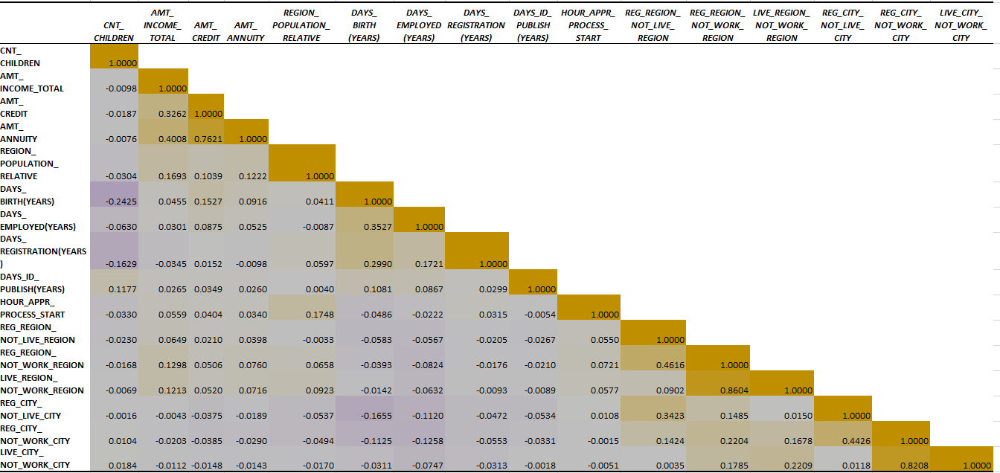 AMT_ REGION_ DAYS_ DAYS_ DAYS_ DAYS_ID_ HOUR_APPR_ REG_REGION_ REG_REGION_ LIVE_REGION_ REG_CITY_ REG_CITY_ LIVE_CITY_
CNT_ INCOME_ AMT_ AMT_ POPULATION_ BIRTH EMPLOYED REGISTRATION PUBLISH PROCESS_ NOT_LIVE_ NOT_WORK_ NOT_WORK_ NOT_LIVE_ NOT_WORK_ NOT_WORK_
CHILDREN TOTAL CREDIT ANNUITY RELATIVE (YEARS) (YEARS) (YEARS) (YEARS) START REGION REGION REGION CITY CITY CITY
CNT_
CHILDREN 1.0000
AMT_
INCOME_TOTAL -0.0098 1.0000
AMT_
CREDIT -0.0187 0.3262 1.0000
AMT_
ANNUITY -0.0076 0.4008 0.7621 1.0000
REGION_
POPULATION_
RELATIVE -0.0304 0.1693 0.1039 0.1222 1.0000
DAYS_
BIRTH(YEARS) -0.2425 0.0455 0.1527 0.0916 0.0411 1.0000
DAYS_
EMPLOYED(YEARS) -0.0630 0.0301 0.0875 0.0525 -0.0087 0.3527 1.0000
DAYS_
REGISTRATION(YEARS
) -0.1629 -0.0345 0.0152 -0.0098 0.0597 0.2990 0.1721 1.0000
DAYS_ID_
PUBLISH(YEARS) 0.1177 0.0265 0.0349 0.0260 0.0040 0.1081 0.0867 0.0299 1.0000
HOUR_APPR_
PROCESS_START -0.0330 0.0559 0.0404 0.0340 0.1748 -0.0486 -0.0222 0.0315 -0.0054 1.0000
REG_REGION_
NOT_LIVE_REGION -0.0230 0.0649 0.0210 0.0398 -0.0033 -0.0583 -0.0567 -0.0205 -0.0267 0.0550 1.0000
REG_REGION_
NOT_WORK_REGION -0.0168 0.1298 0.0506 0.0760 0.0658 -0.0393 -0.0824 -0.0176 -0.0210 0.0721 0.4616 1.0000
LIVE_REGION_
NOT_WORK_REGION -0.0069 0.1213 0.0520 0.0716 0.0923 -0.0142 -0.0632 -0.0093 -0.0089 0.0577 0.0902 0.8604 1.0000
REG_CITY_
NOT_LIVE_CITY -0.0016 -0.0043 -0.0375 -0.0189 -0.0537 -0.1655 -0.1120 -0.0472 -0.0534 0.0108 0.3423 0.1485 0.0150 1.0000
REG_CITY_
NOT_WORK_CITY 0.0104 -0.0203 -0.0385 -0.0290 -0.0494 -0.1125 -0.1258 -0.0553 -0.0331 -0.0015 0.1424 0.2204 0.1678 0.4426 1.0000
LIVE_CITY_
NOT_WORK_CITY 0.0184 -0.0112 -0.0148 -0.0143 -0.0170 -0.0311 -0.0747 -0.0313 -0.0018 -0.0051 0.0035 0.1785 0.2209 0.0118 0.8208 1.0000